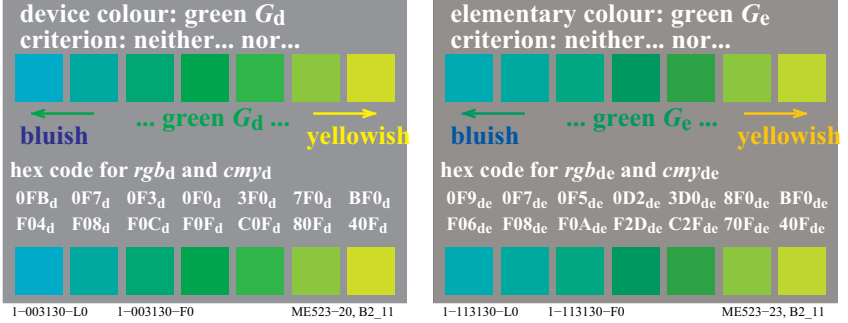 device colour: green Gd
criterion: neither... nor...
... green Gd ...
bluish
yellowish
hex code for rgbd and cmyd
0FBd 0F7d 0F3d 0F0d 3F0d 7F0d BF0d
F04d F08d F0Cd F0Fd C0Fd 80Fd 40Fd
1−003130−L0 1−003130−F0 ME523−20, B2_11
elementary colour: green Ge
criterion: neither... nor...
... green Ge ...
bluish
yellowish
hex code for rgbde and cmyde
0F9de 0F7de 0F5de 0D2de 3D0de 8F0de BF0de
F06de F08de F0Ade F2Dde C2Fde 70Fde 40Fde
1−113130−L0 1−113130−F0 ME523−23, B2_11